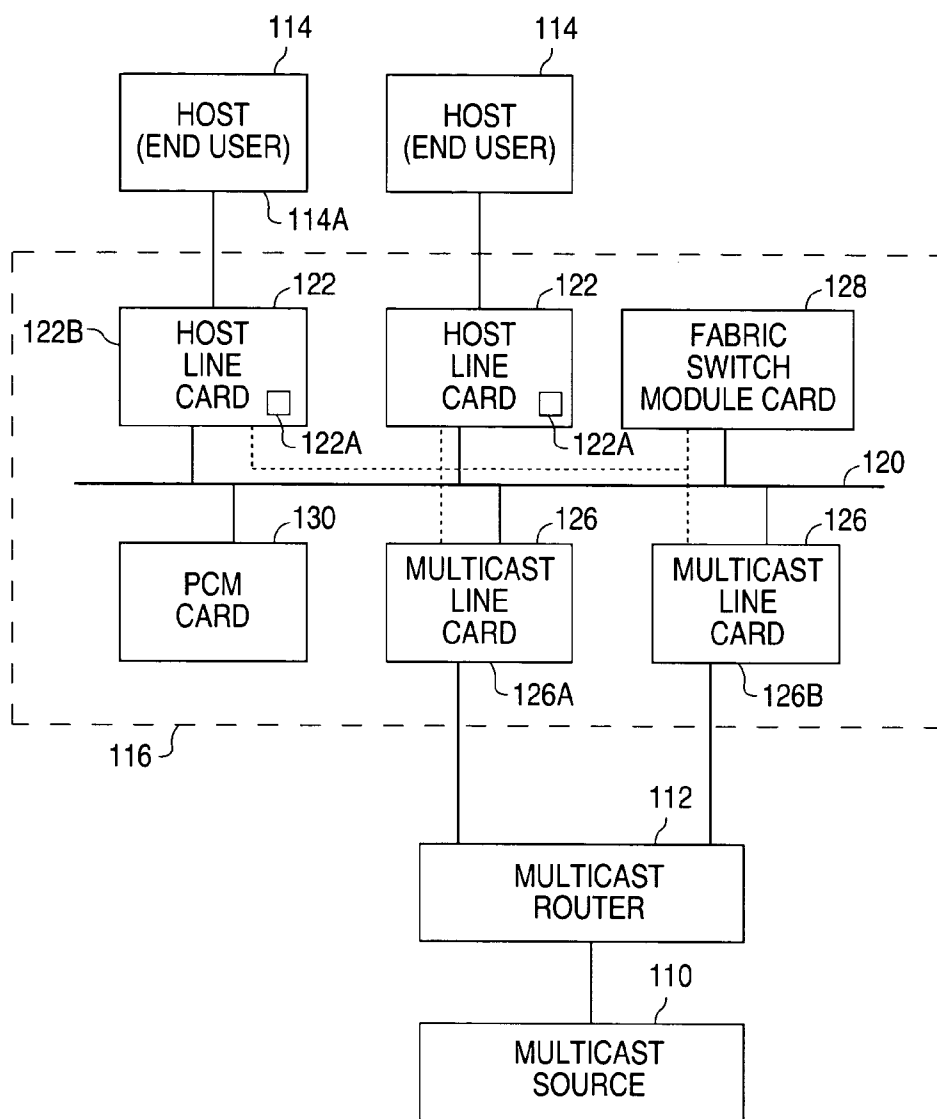 114
114
HOST
(END USER)
HOST
(END USER)
114A
122
122
128
122B
HOST
LINE
CARD
HOST
LINE
CARD
FABRIC
SWITCH
MODULE CARD
122A
122A
120
130
126
126
PCM
CARD
MULTICAST
LINE
CARD
MULTICAST
LINE
CARD
126A
126B
116
112
MULTICAST
ROUTER
110
MULTICAST
SOURCE